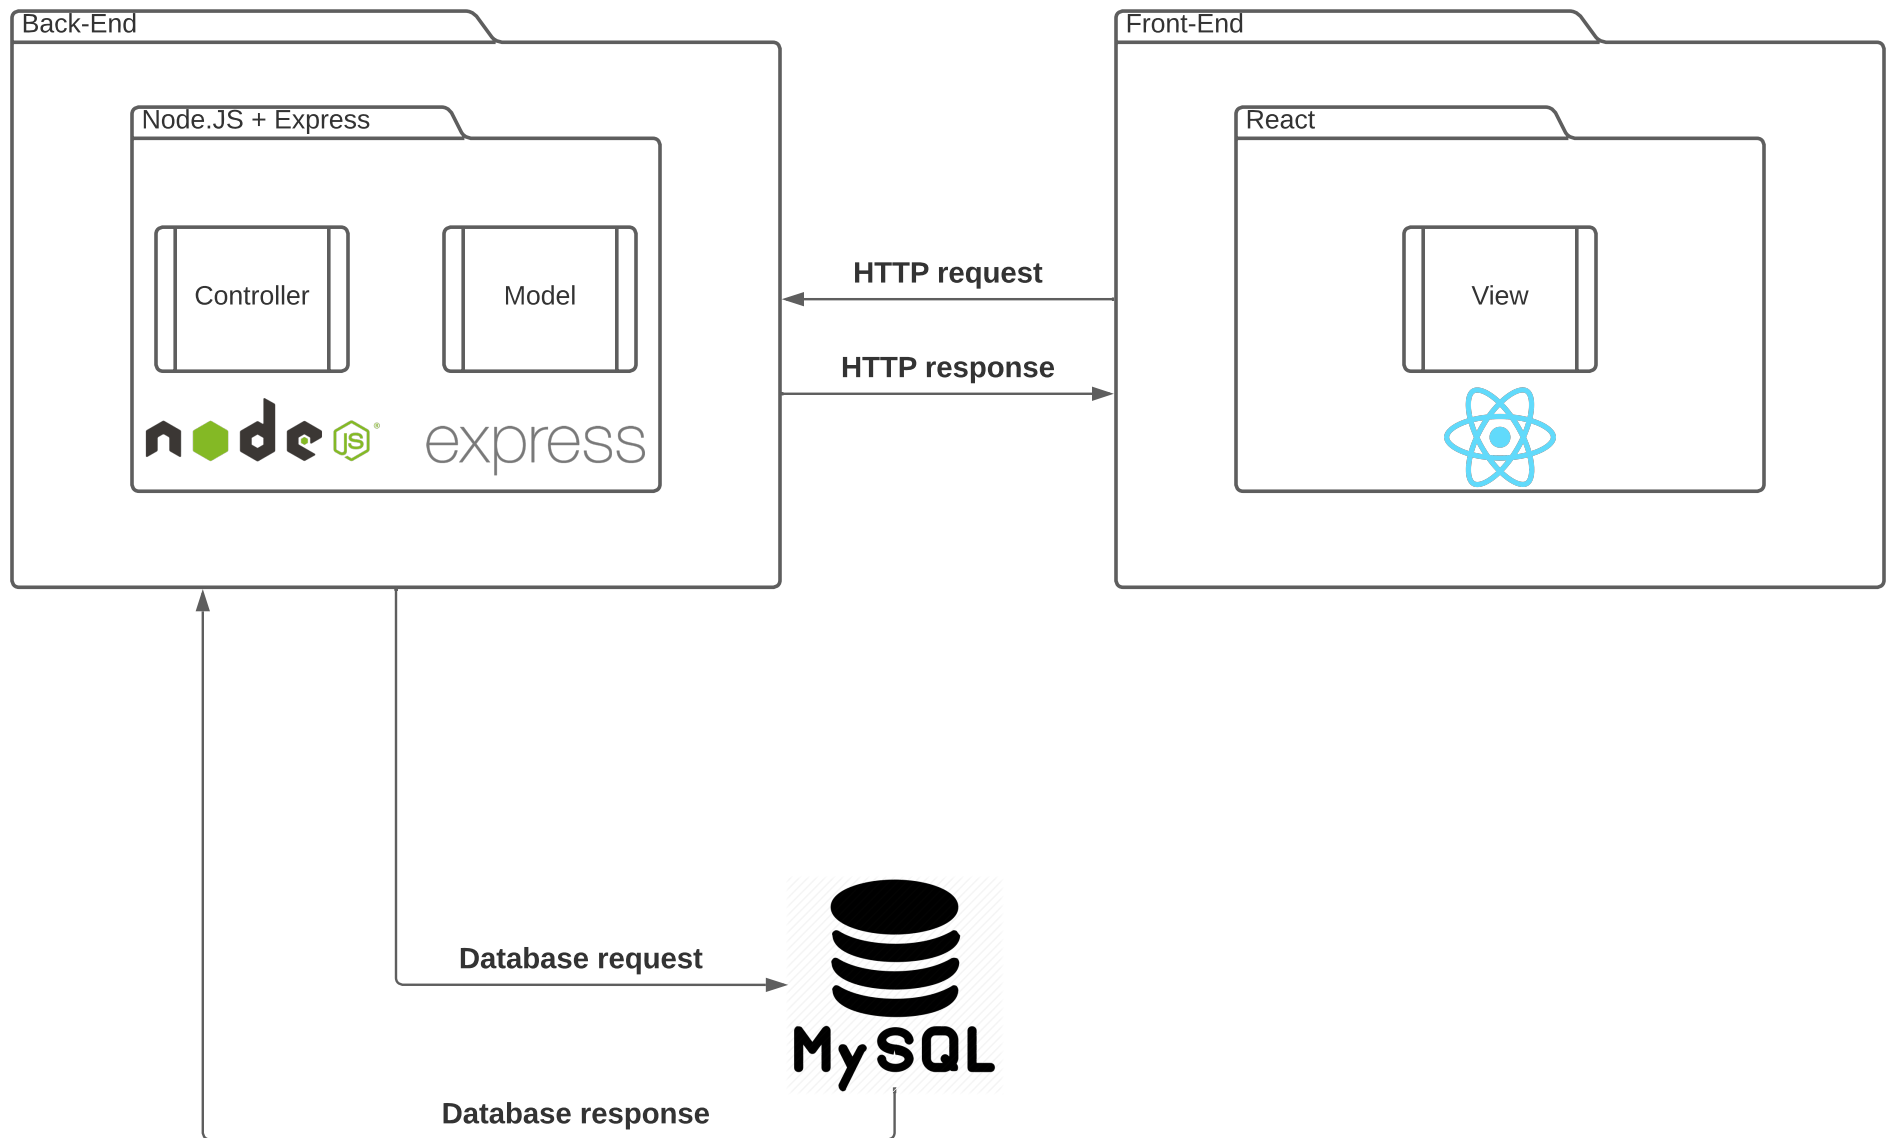 Back-End
Front-End
Node.JS + Express
React
Controller
Model
View
HTTP request
HTTP response
node JS ®
express
Database request
MySQL
Database response